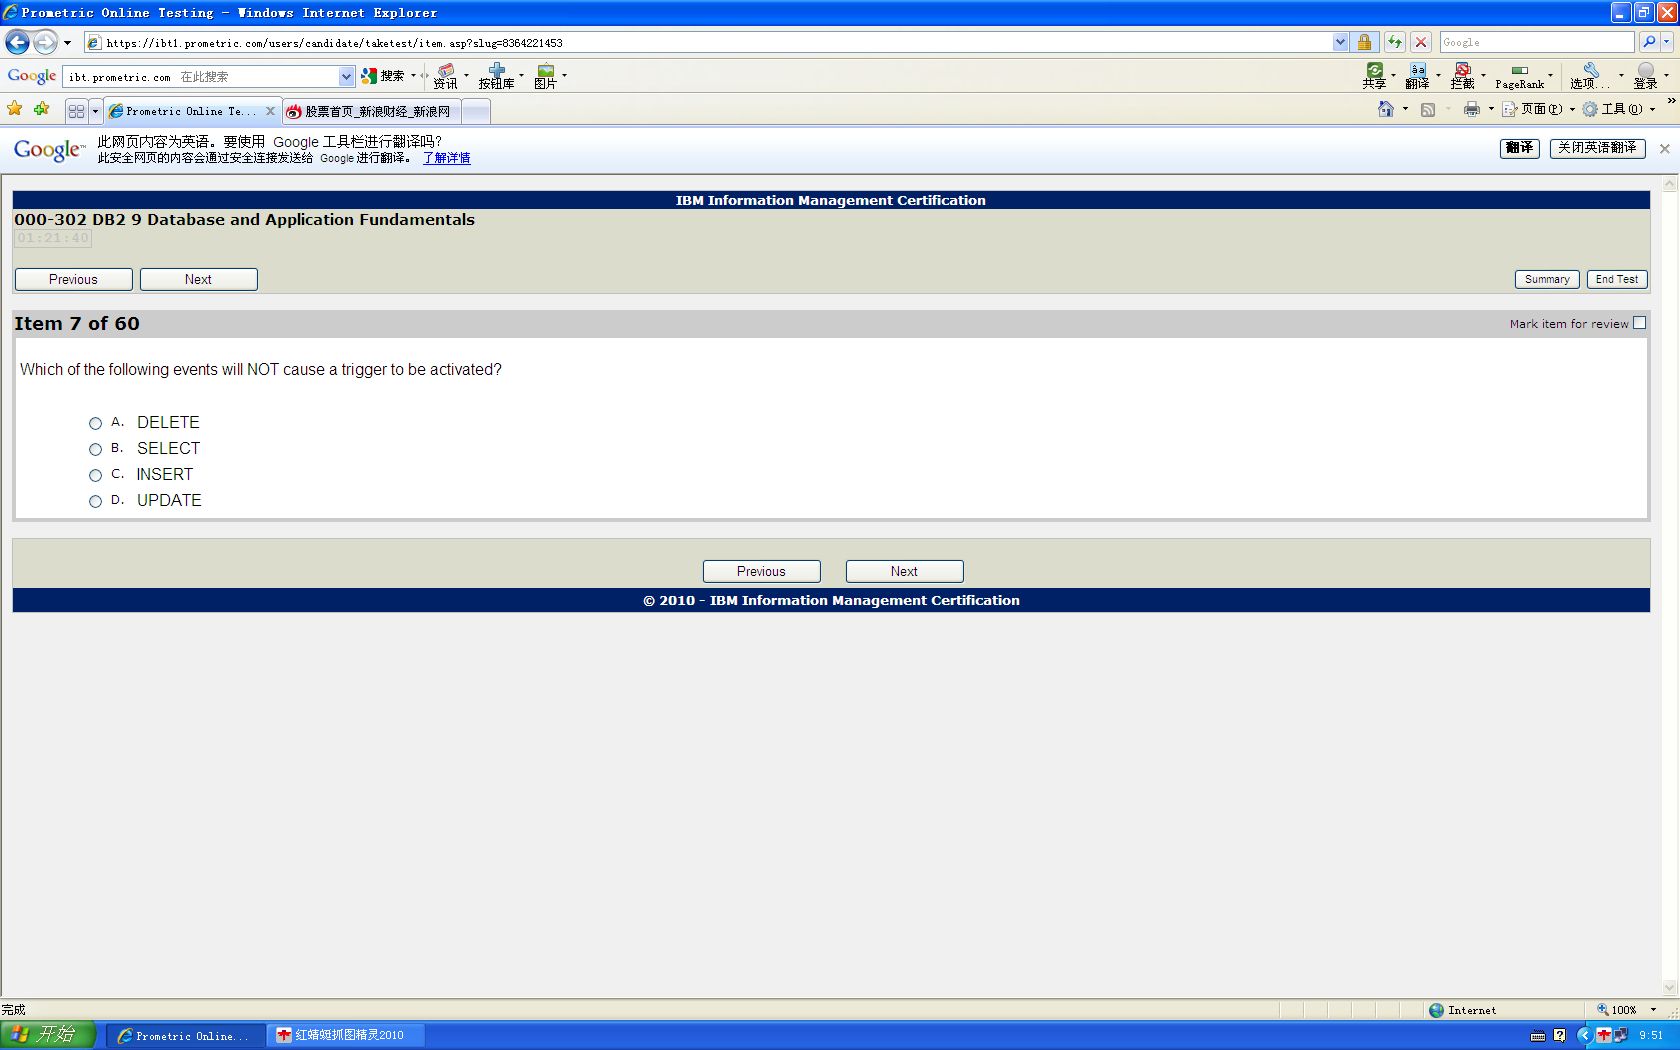 Prometric Online Testing - Windows Internet Explorer
https://ibt1.prometric.com/users/candidate/taketest/item.asp?slug=8364221453
Google
Google ibt.prometric.com 在此搜索 搜索 资讯 按钮库 图片 共享 翻译 拦截 PageRank 选项... 登录
Prometric Online Te... 股票首页_新浪财经_新浪网 页面(P) 工具(O)
Google™ 此网页内容为英语。要使用 Google 工具栏进行翻译吗?
此安全网页的内容会通过安全连接发送给 Google 进行翻译。 了解详情
翻译 关闭英语翻译
IBM Information Management Certification
000-302 DB2 9 Database and Application Fundamentals
01:21:40
Previous Next Summary End Test
Item 7 of 60 Mark item for review
Which of the following events will NOT cause a trigger to be activated?
A. DELETE
B. SELECT
C. INSERT
D. UPDATE
Previous Next
© 2010 - IBM Information Management Certification
完成 Internet 100%
开始 Prometric Online... 红蜻蜓抓图精灵2010 9:51